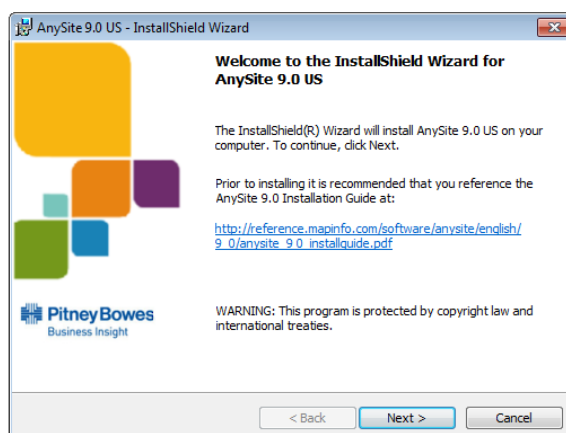 AnySite 9.0 US - InstallShield Wizard
Welcome to the InstallShield Wizard for
AnySite 9.0 US
The InstallShield(R) Wizard will install AnySite 9.0 US on your
computer. To continue, click Next.
Prior to installing it is recommended that you reference the
AnySite 9.0 Installation Guide at:
http://reference.mapinfo.com/software/anysite/english/
9_0/anysite_9_0_installguide.pdf
Pitney Bowes
Business Insight
WARNING: This program is protected by copyright law and
international treaties.
< Back
Next >
Cancel